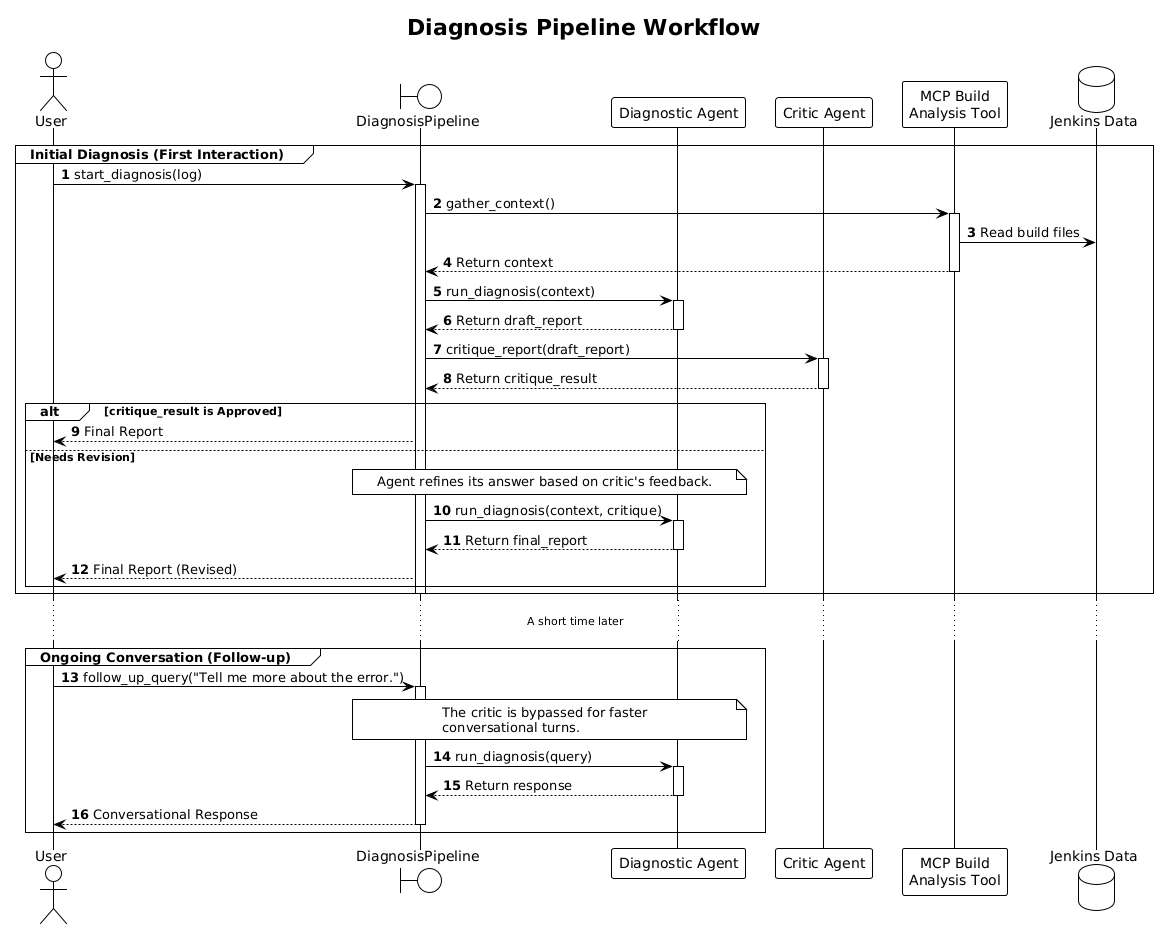 Diagnosis Pipeline Workflow
User
DiagnosisPipeline
Diagnostic Agent
Critic Agent
MCP Build
Analysis Tool
Jenkins Data
Initial Diagnosis (First Interaction)
1 start_diagnosis(log)
2 gather_context()
3 Read build files
4 Return context
5 run_diagnosis(context)
6 Return draft_report
7 critique_report(draft_report)
8 Return critique_result
alt [critique_result is Approved]
9 Final Report
[Needs Revision]
Agent refines its answer based on critic's feedback.
10 run_diagnosis(context, critique)
11 Return final_report
12 Final Report (Revised)
A short time later
Ongoing Conversation (Follow-up)
13 follow_up_query("Tell me more about the error.")
The critic is bypassed for faster
conversational turns.
14 run_diagnosis(query)
15 Return response
16 Conversational Response
User
DiagnosisPipeline
Diagnostic Agent
Critic Agent
MCP Build
Analysis Tool
Jenkins Data